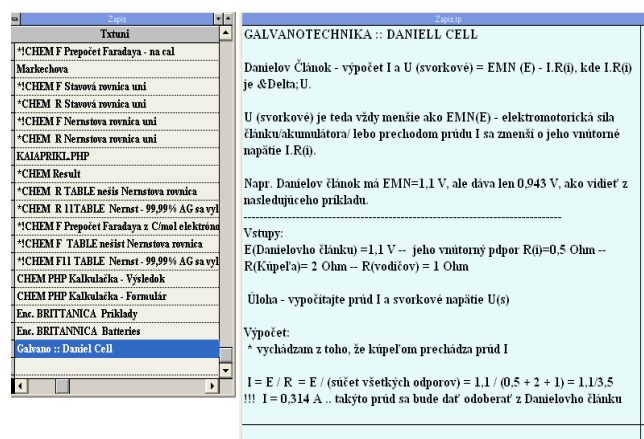 Zapis
Txtuni
*!CHEM F Prepočet Faradaya - na cal
Markechova
*!CHEM F Stavová rovnica uni
*CHEM  R Stavová rovnica uni
*!CHEM F Nernstova rovnica uni
*CHEM  R Nernstova rovnica uni
KAIAPRIKL.PHP
*CHEM Result
*CHEM  R TABLE nešis Nernstova rovnica
*CHEM  R 11TABLE  Nernst - 99,99% AG sa vyl
*!CHEM F Prepočet Faradaya z C/mol elektróno
*!CHEM F  TABLE nešist Nernstova rovnica
*!CHEM F11 TABLE  Nernst - 99,99% AG sa vyl
CHEM PHP Kalkulačka - Výsledok
CHEM PHP Kalkulačka - Formulár
Enc. BRITTANICA  Príklady
Enc. BRITANNICA  Batteries
Galvano :: Daniel Cell
Zapis.tp
GALVANOTECHNIKA :: DANIELL CELL
Danielov Článok - výpočet I a U (svorkové) = EMN (E) - I.R(i), kde I.R(i)
je &Delta;U.
U (svorkové) je teda vždy menšie ako EMN(E) - elektromotorická sila
článku/akumulátora/ lebo prechodom prúdu I sa zmenší o jeho vnútorné
napätie I.R(i).
Napr. Danielov článok má EMN=1,1 V, ale dáva len 0,943 V, ako vidieť z
nasledujúceho príkladu.
------------------------------------------------------------------------
Vstupy:
E(Danielovho článku) =1,1 V --  jeho vnútorný pdpor R(i)=0,5 Ohm --
R(Kúpeľa)= 2 Ohm -- R(vodičov) = 1 Ohm
Úloha - vypočítajte prúd I a svorkové napätie U(s)
Výpočet:
* vychádzam z toho, že kúpeľom prechádza prúd I
I = E / R  = E / (súčet všetkých odporov) = 1,1 / (0,5 + 2 + 1) = 1,1/3,5
!!!  I = 0,314 A .. takýto prúd sa bude dať odoberať z Danielovho článku